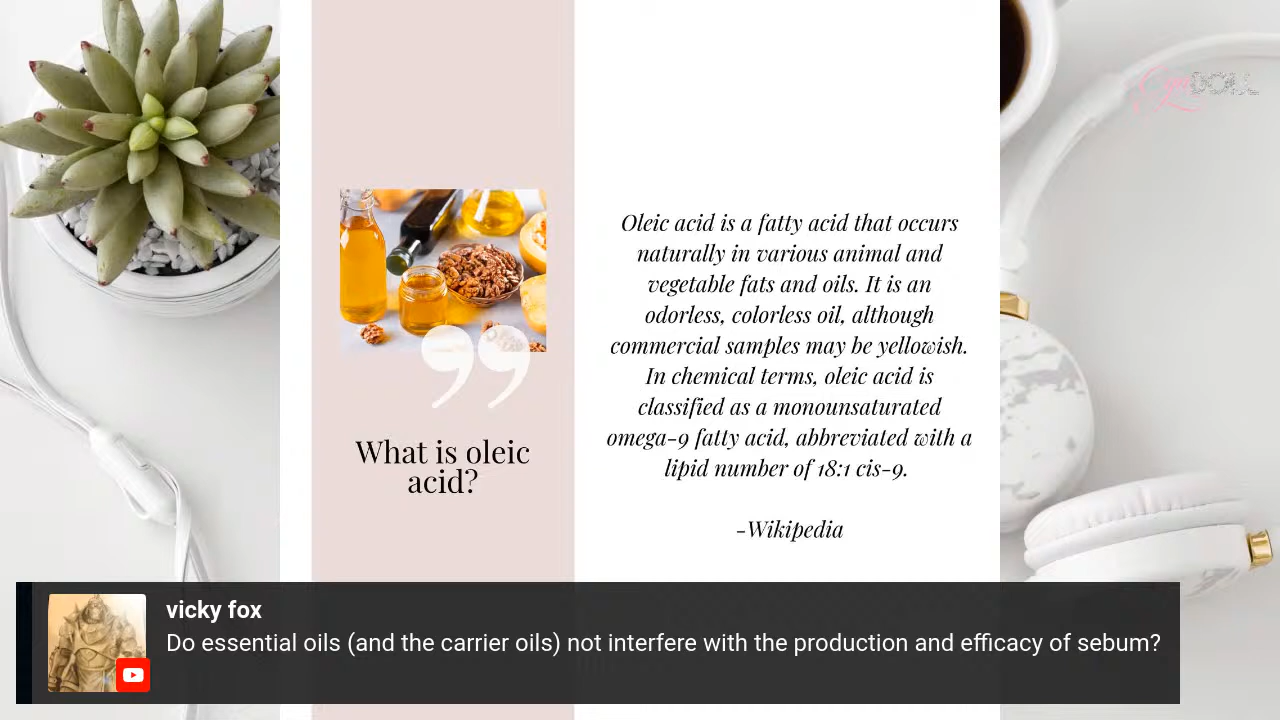 What is oleic
acid?
Oleic acid is a fatty acid that occurs
naturally in various animal and
vegetable fats and oils. It is an
odorless, colorless oil, although
commercial samples may be yellowish.
In chemical terms, oleic acid is
classified as a monounsaturated
omega-9 fatty acid, abbreviated with a
lipid number of 18:1 cis-9.
-Wikipedia
vicky fox
Do essential oils (and the carrier oils) not interfere with the production and efficacy of sebum?